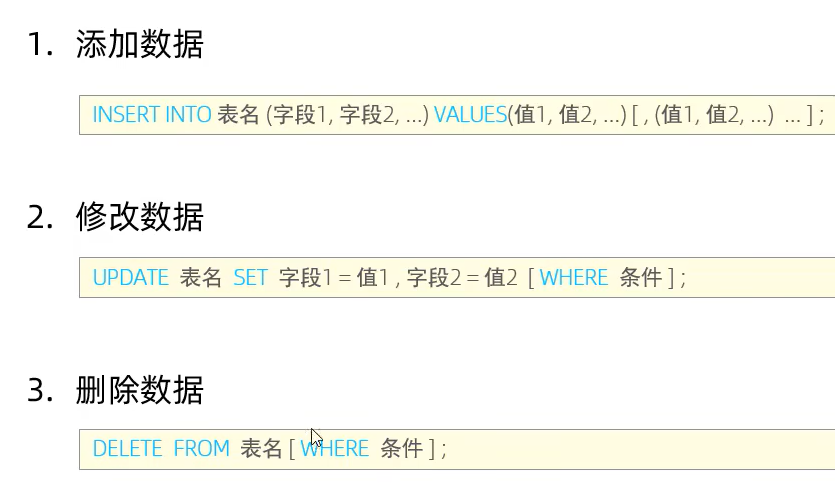 1. 添加数据
INSERT INTO 表名 (字段1, 字段2, ...) VALUES(值1, 值2, ...) [ , (值1, 值2, ...) ... ] ;
2. 修改数据
UPDATE 表名 SET 字段1 = 值1 , 字段2 = 值2 [ WHERE 条件 ] ;
3. 删除数据
DELETE FROM 表名 [ WHERE 条件 ] ;